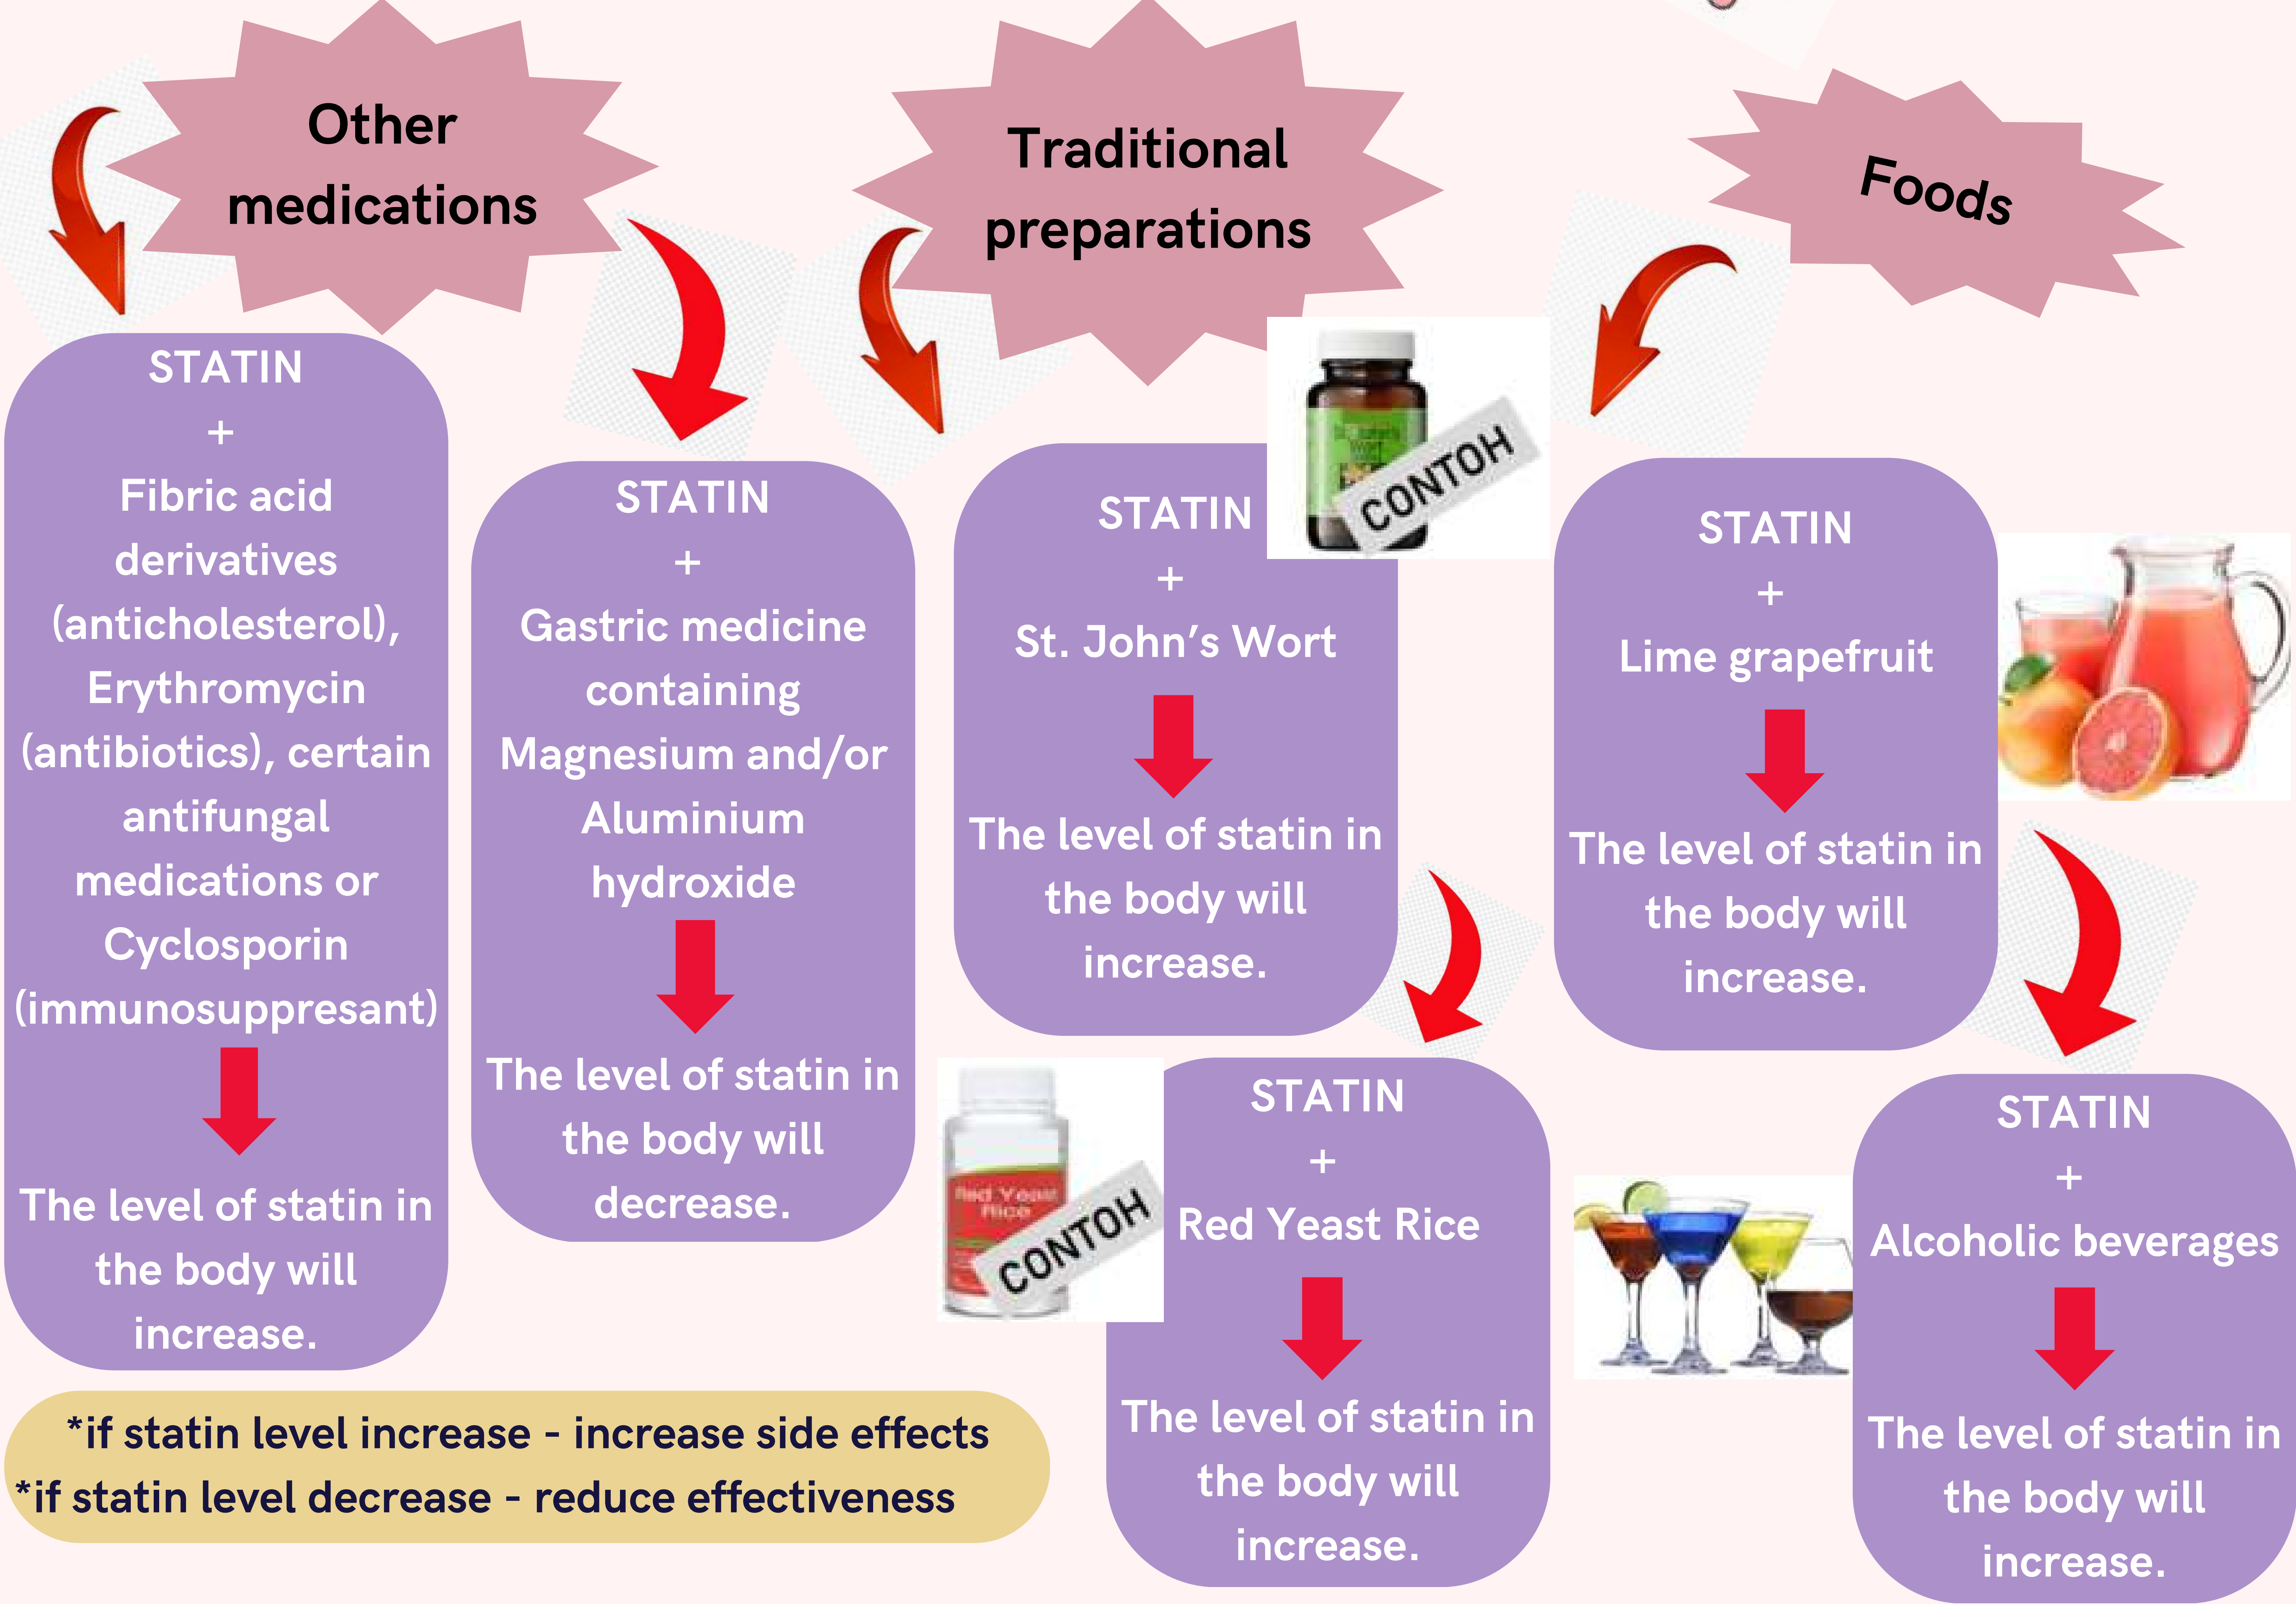 Other
medications
STATIN
+
Fibric acid
derivatives
(anticholesterol),
Erythromycin
(antibiotics), certain
antifungal
medications or
Cyclosporin
(immunosuppresant)
The level of statin in
the body will
increase.
STATIN
+
Gastric medicine
containing
Magnesium and/or
Aluminium
hydroxide
The level of statin in
the body will
decrease.
Traditional
preparations
STATIN
+
St. John’s Wort
The level of statin in
the body will
increase.
Wort
CONTOH
STATIN
+
Red Yeast Rice
The level of statin in
the body will
increase.
Red Yeast
Rice
CONTOH
Foods
STATIN
+
Lime grapefruit
The level of statin in
the body will
increase.
STATIN
+
Alcoholic beverages
The level of statin in
the body will
increase.
*if statin level increase - increase side effects
*if statin level decrease - reduce effectiveness